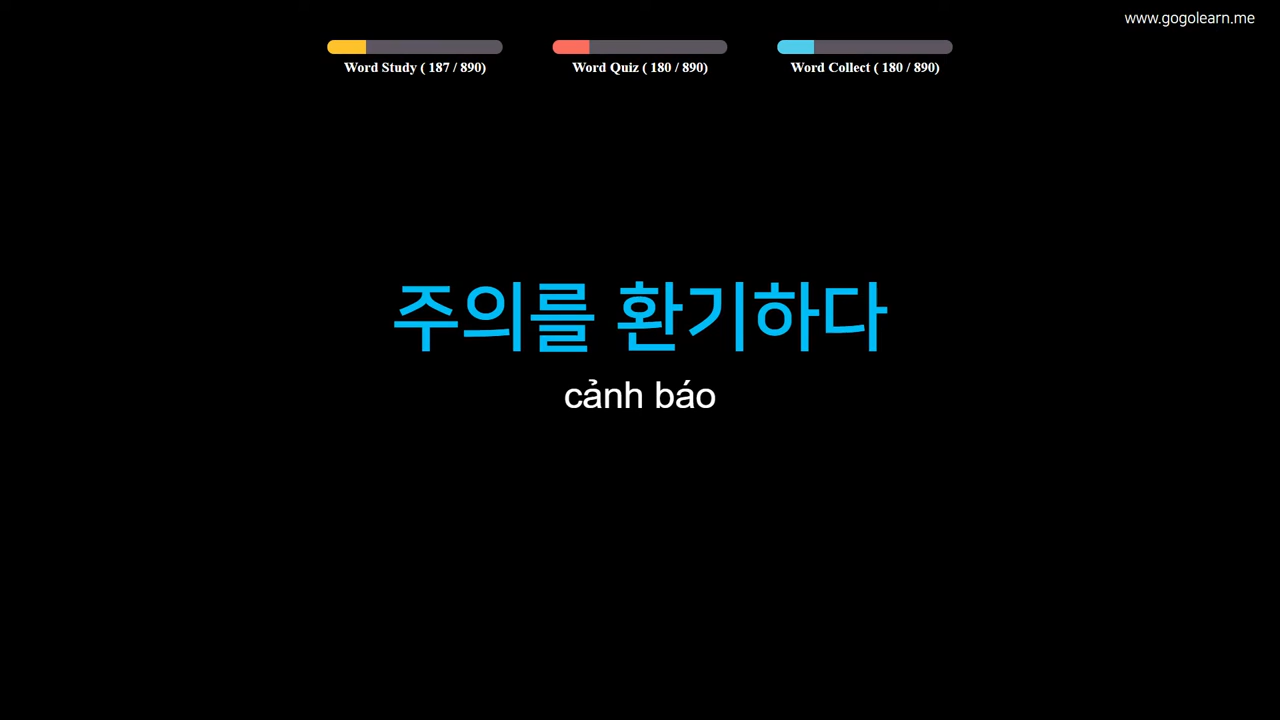 www.gogolearn.me
Word Study ( 187 / 890)
Word Quiz ( 180 / 890)
Word Collect ( 180 / 890)
주의를 환기하다
cảnh báo